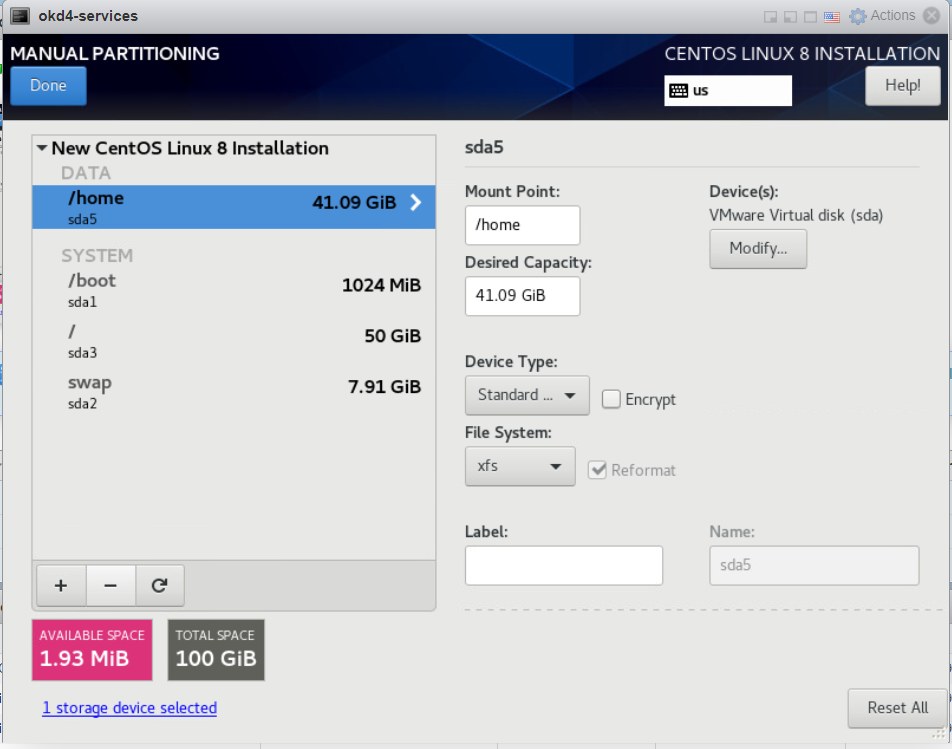 okd4-services
Actions
MANUAL PARTITIONING
CENTOS LINUX 8 INSTALLATION
Done
us
Help!
New CentOS Linux 8 Installation
DATA
/home
41.09 GiB
sda5
SYSTEM
/boot
1024 MiB
sda1
/
50 GiB
sda3
swap
7.91 GiB
sda2
+ −
AVAILABLE SPACE
1.93 MiB
TOTAL SPACE
100 GiB
1 storage device selected
sda5
Mount Point:
/home
Device(s):
VMware Virtual disk (sda)
Modify...
Desired Capacity:
41.09 GiB
Device Type:
Standard ...
Encrypt
File System:
xfs
Reformat
Label:
Name:
sda5
Reset All